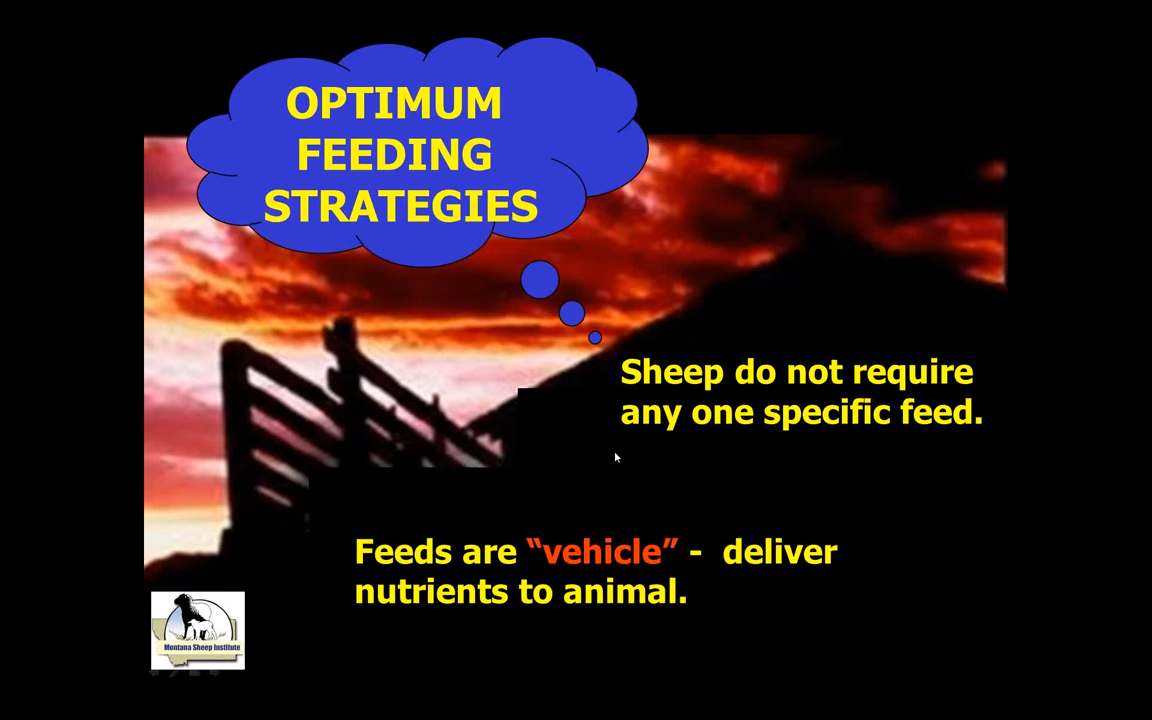 OPTIMUM
FEEDING
STRATEGIES
Sheep do not require
any one specific feed.
Feeds are “vehicle” - deliver
nutrients to animal.
Montana Sheep Institute